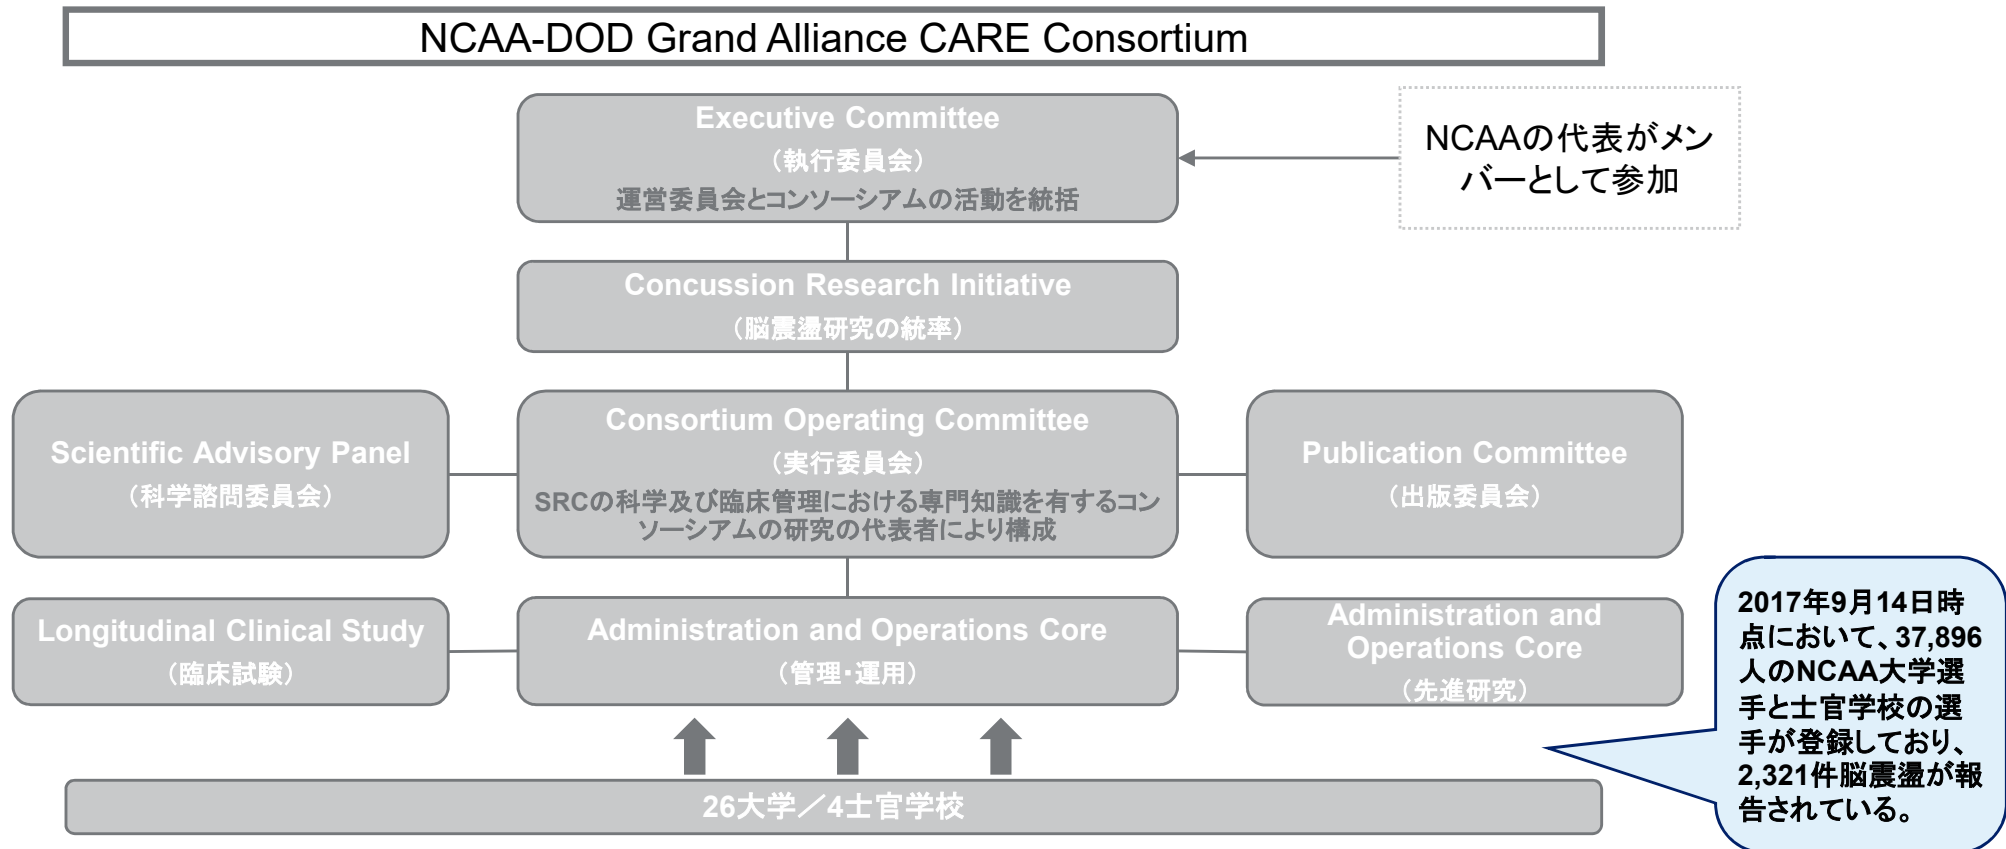 NCAA-DOD Grand Alliance CARE Consortium
Executive Committee
（執行委員会）
運営委員会とコンソーシアムの活動を統括
NCAAの代表がメン
バーとして参加
Concussion Research Initiative
（脳震盪研究の統率）
Scientific Advisory Panel
（科学諮問委員会）
Consortium Operating Committee
（実行委員会）
SRCの科学及び臨床管理における専門知識を有するコン
ソーシアムの研究の代表者により構成
Publication Committee
（出版委員会）
Longitudinal Clinical Study
（臨床試験）
Administration and Operations Core
（管理・運用）
Administration and
Operations Core
（先進研究）
2017年9月14日時
点において、37,896
人のNCAA大学選
手と士官学校の選
手が登録しており、
2,321件脳震盪が報
告されている。
26大学／4士官学校